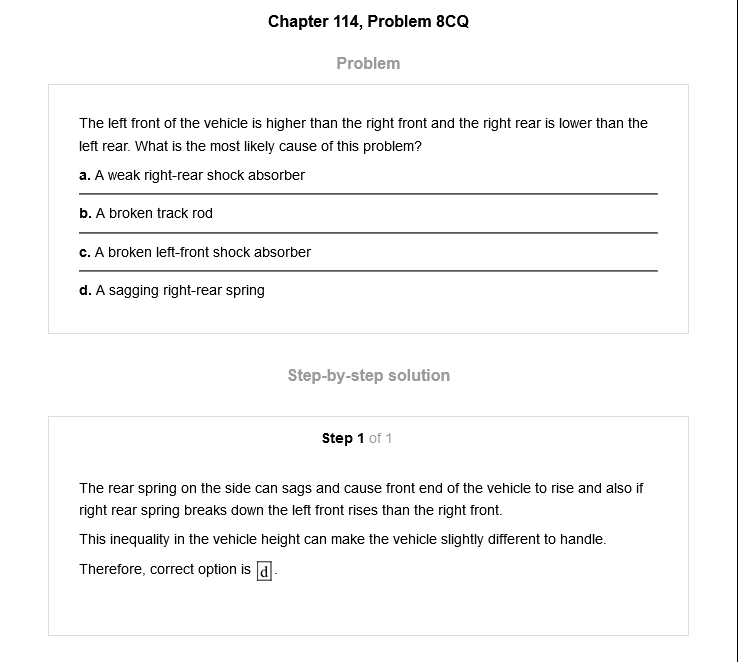 Chapter 114, Problem 8CQ
Problem
The left front of the vehicle is higher than the right front and the right rear is lower than the
left rear. What is the most likely cause of this problem?
a. A weak right-rear shock absorber
b. A broken track rod
c. A broken left-front shock absorber
d. A sagging right-rear spring
Step-by-step solution
Step 1 of 1
The rear spring on the side can sags and cause front end of the vehicle to rise and also if
right rear spring breaks down the left front rises than the right front.
This inequality in the vehicle height can make the vehicle slightly different to handle.
Therefore, correct option is d.